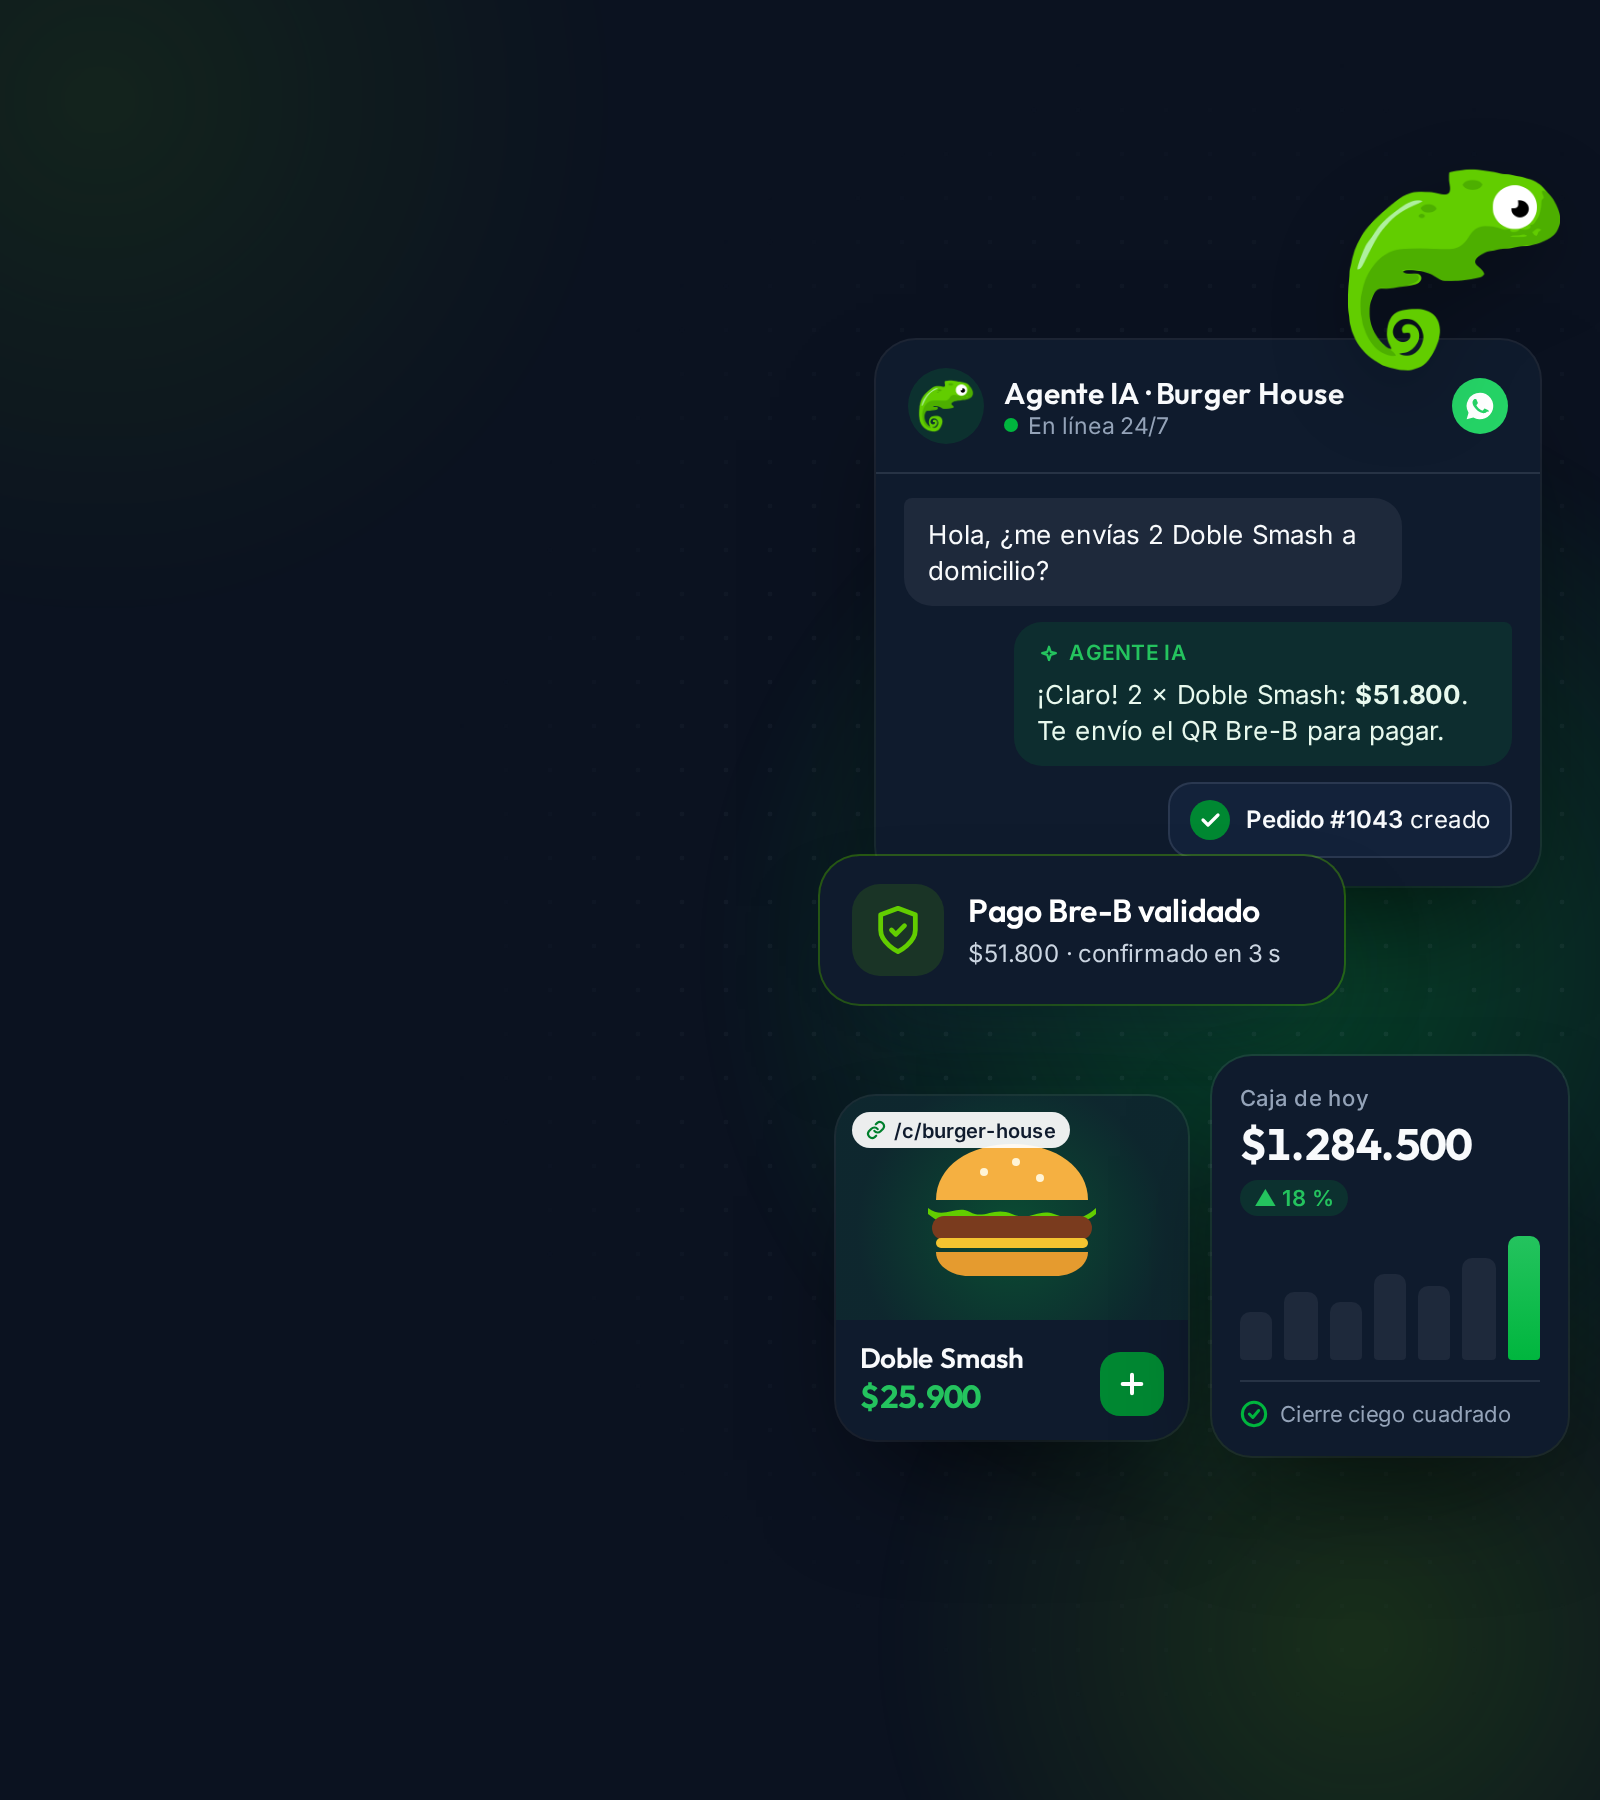 Agente IA · Burger House
En línea 24/7
Hola, ¿me envías 2 Doble Smash a
domicilio?
AGENTE IA
¡Claro! 2 × Doble Smash: $51.800.
Te envío el QR Bre-B para pagar.
Pedido #1043 creado
Pago Bre-B validado
$51.800 · confirmado en 3 s
/c/burger-house
Doble Smash
$25.900
Caja de hoy
$1.284.500
▲ 18 %
Cierre ciego cuadrado